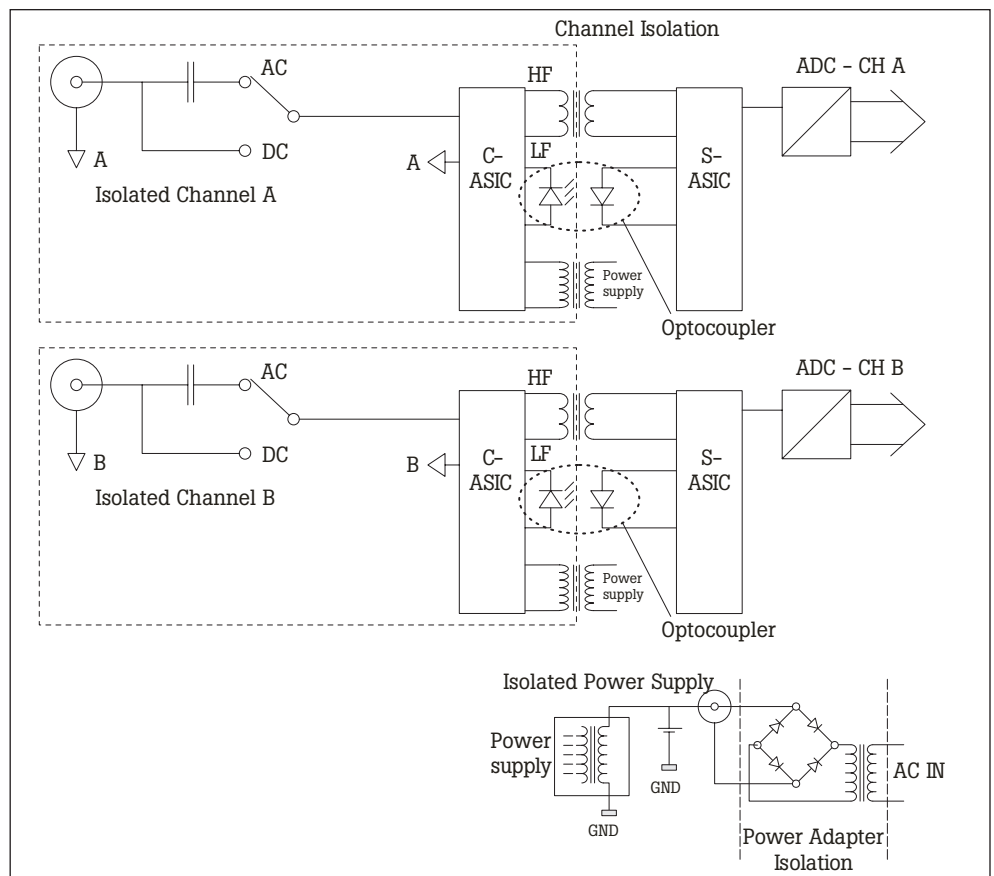 Channel Isolation
AC
HF
ADC - CH A
A
DC
A
LF
C-
ASIC
S-
ASIC
Isolated Channel A
Power
supply
Optocoupler
AC
HF
ADC - CH B
B
DC
B
LF
C-
ASIC
S-
ASIC
Isolated Channel B
Power
supply
Optocoupler
Isolated Power Supply
Power
supply
GND
GND
AC IN
Power Adapter
Isolation